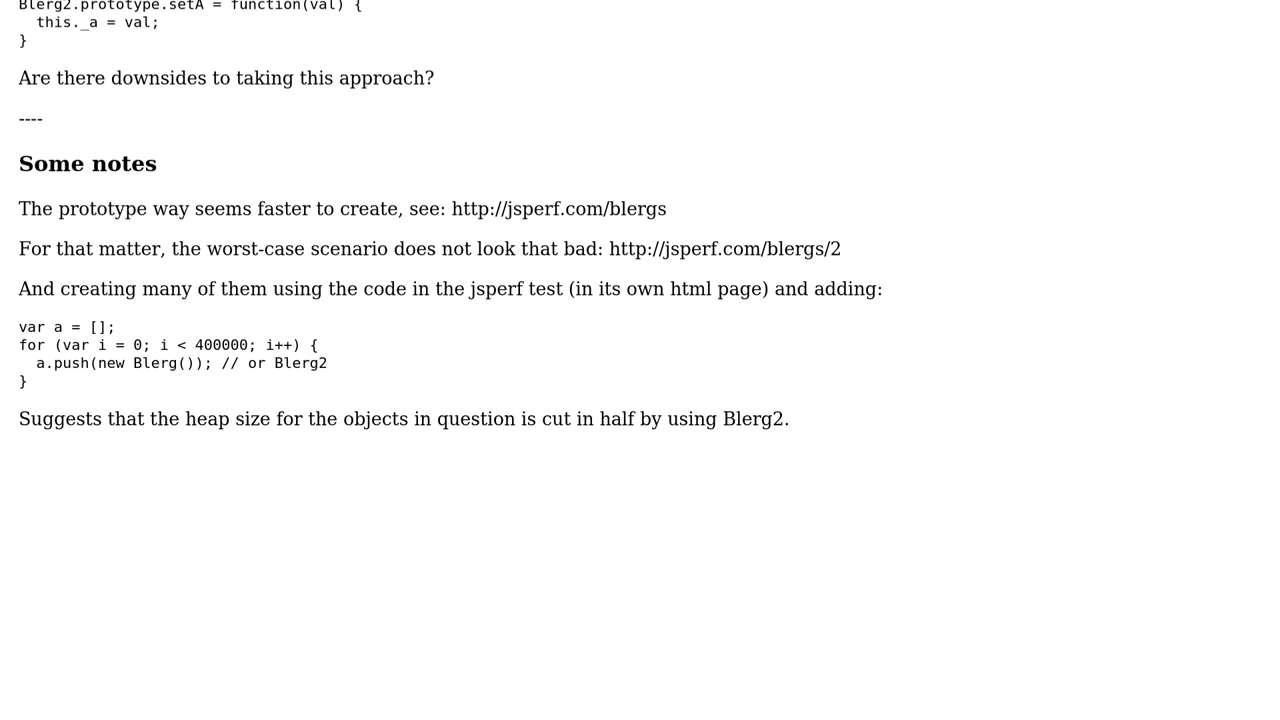 Blerg2.prototype.setA = function(val) {
  this._a = val;
}
Are there downsides to taking this approach?
----
Some notes
The prototype way seems faster to create, see: http://jsperf.com/blergs
For that matter, the worst-case scenario does not look that bad: http://jsperf.com/blergs/2
And creating many of them using the code in the jsperf test (in its own html page) and adding:
var a = [];
for (var i = 0; i < 400000; i++) {
  a.push(new Blerg()); // or Blerg2
}
Suggests that the heap size for the objects in question is cut in half by using Blerg2.